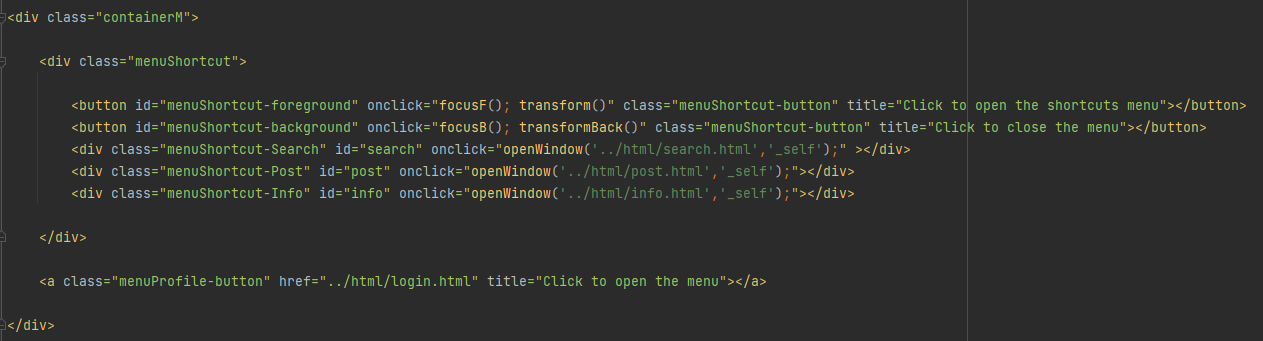 <div class="containerM">
<div class="menuShortcut">
<button id="menuShortcut-foreground" onclick="focusF(); transform()" class="menuShortcut-button" title="Click to open the shortcuts menu"></button>
<button id="menuShortcut-background" onclick="focusB(); transformBack()" class="menuShortcut-button" title="Click to close the menu"></button>
<div class="menuShortcut-Search" id="search" onclick="openWindow('../html/search.html','_self');" ></div>
<div class="menuShortcut-Post" id="post" onclick="openWindow('../html/post.html','_self');"></div>
<div class="menuShortcut-Info" id="info" onclick="openWindow('../html/info.html','_self');"></div>
</div>
<a class="menuProfile-button" href="../html/login.html" title="Click to open the menu"></a>
</div>